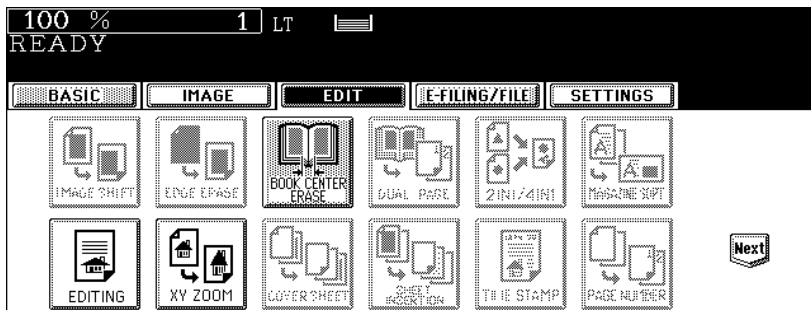 100 % 1 LT
READY
BASIC IMAGE EDIT E-FILING/FILE SETTINGS
IMAGE SHIFT EDGE ERASE BOOK CENTER ERASE DUAL PAGE 2IN1/4IN1 MAGAZINE SORT
Next
EDITING XY ZOOM COVER SHEET SHEET INSERTION TIME STAMP PAGE NUMBER